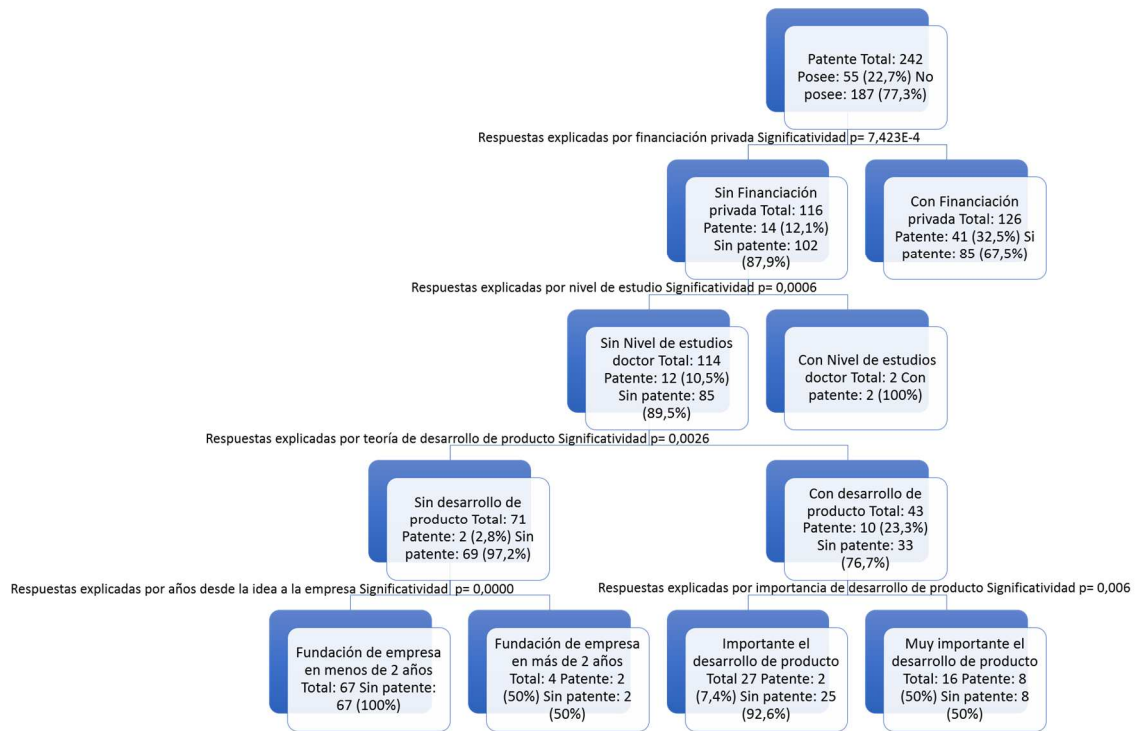 Patente Total: 242
Posee: 55 (22,7%) No
posee: 187 (77,3%)
Respuestas explicadas por financiación privada Significatividad p= 7,423E-4
Sin Financiación
privada Total: 116
Patente: 14 (12,1%)
Sin patente: 102
(87,9%)
Con Financiación
privada Total: 126
Patente: 41 (32,5%) Si
patente: 85 (67,5%)
Respuestas explicadas por nivel de estudio Significatividad p= 0,0006
Sin Nivel de estudios
doctor Total: 114
Patente: 12 (10,5%)
Sin patente: 85
(89,5%)
Con Nivel de estudios
doctor Total: 2 Con
patente: 2 (100%)
Respuestas explicadas por teoría de desarrollo de producto Significatividad p= 0,0026
Sin desarrollo de
producto Total: 71
Patente: 2 (2,8%) Sin
patente: 69 (97,2%)
Con desarrollo de
producto Total: 43
Patente: 10 (23,3%)
Sin patente: 33
(76,7%)
Respuestas explicadas por años desde la idea a la empresa Significatividad p= 0,0000
Respuestas explicadas por importancia de desarrollo de producto Significatividad p= 0,006
Fundación de empresa
en menos de 2 años
Total: 67 Sin patente:
67 (100%)
Fundación de empresa
en más de 2 años
Total: 4 Patente: 2
(50%) Sin patente: 2
(50%)
Importante el
desarrollo de producto
Total 27 Patente: 2
(7,4%) Sin patente: 25
(92,6%)
Muy importante el
desarrollo de producto
Total: 16 Patente: 8
(50%) Sin patente: 8
(50%)